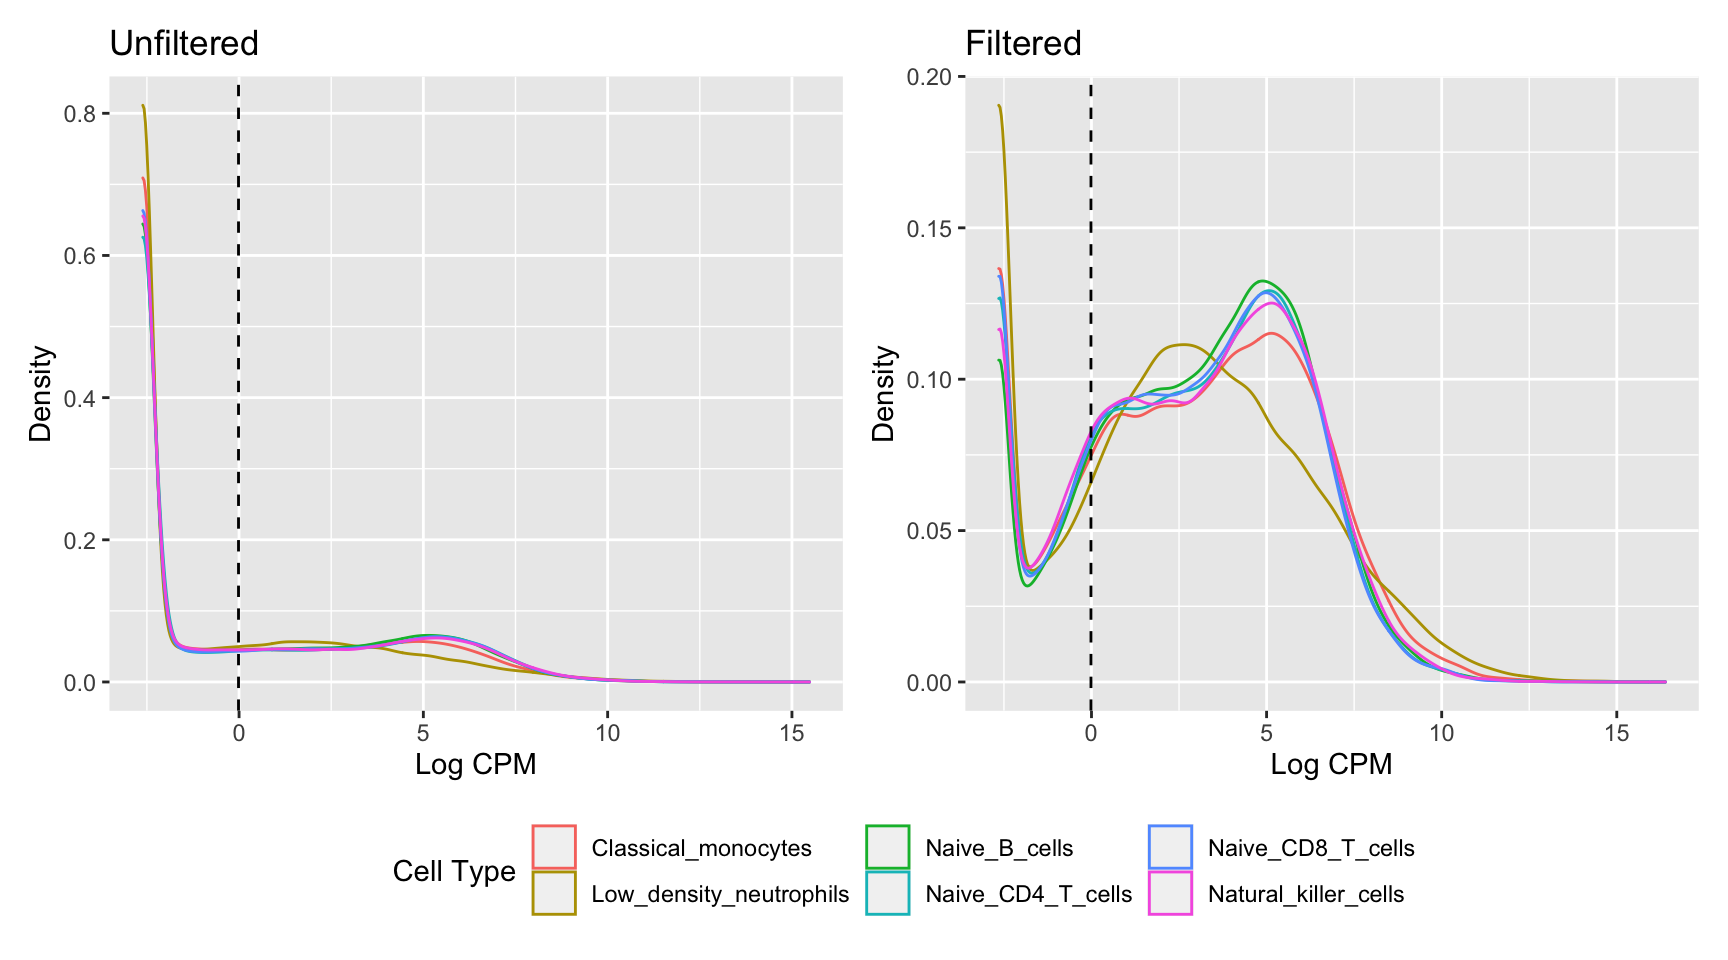 Unfiltered
Filtered
Density
0.8
0.6
0.4
0.2
0.0
0 5 10 15
Log CPM
Density
0.20
0.15
0.10
0.05
0.00
0 5 10 15
Log CPM
Cell Type
Classical_monocytes
Low_density_neutrophils
Naive_B_cells
Naive_CD4_T_cells
Naive_CD8_T_cells
Natural_killer_cells